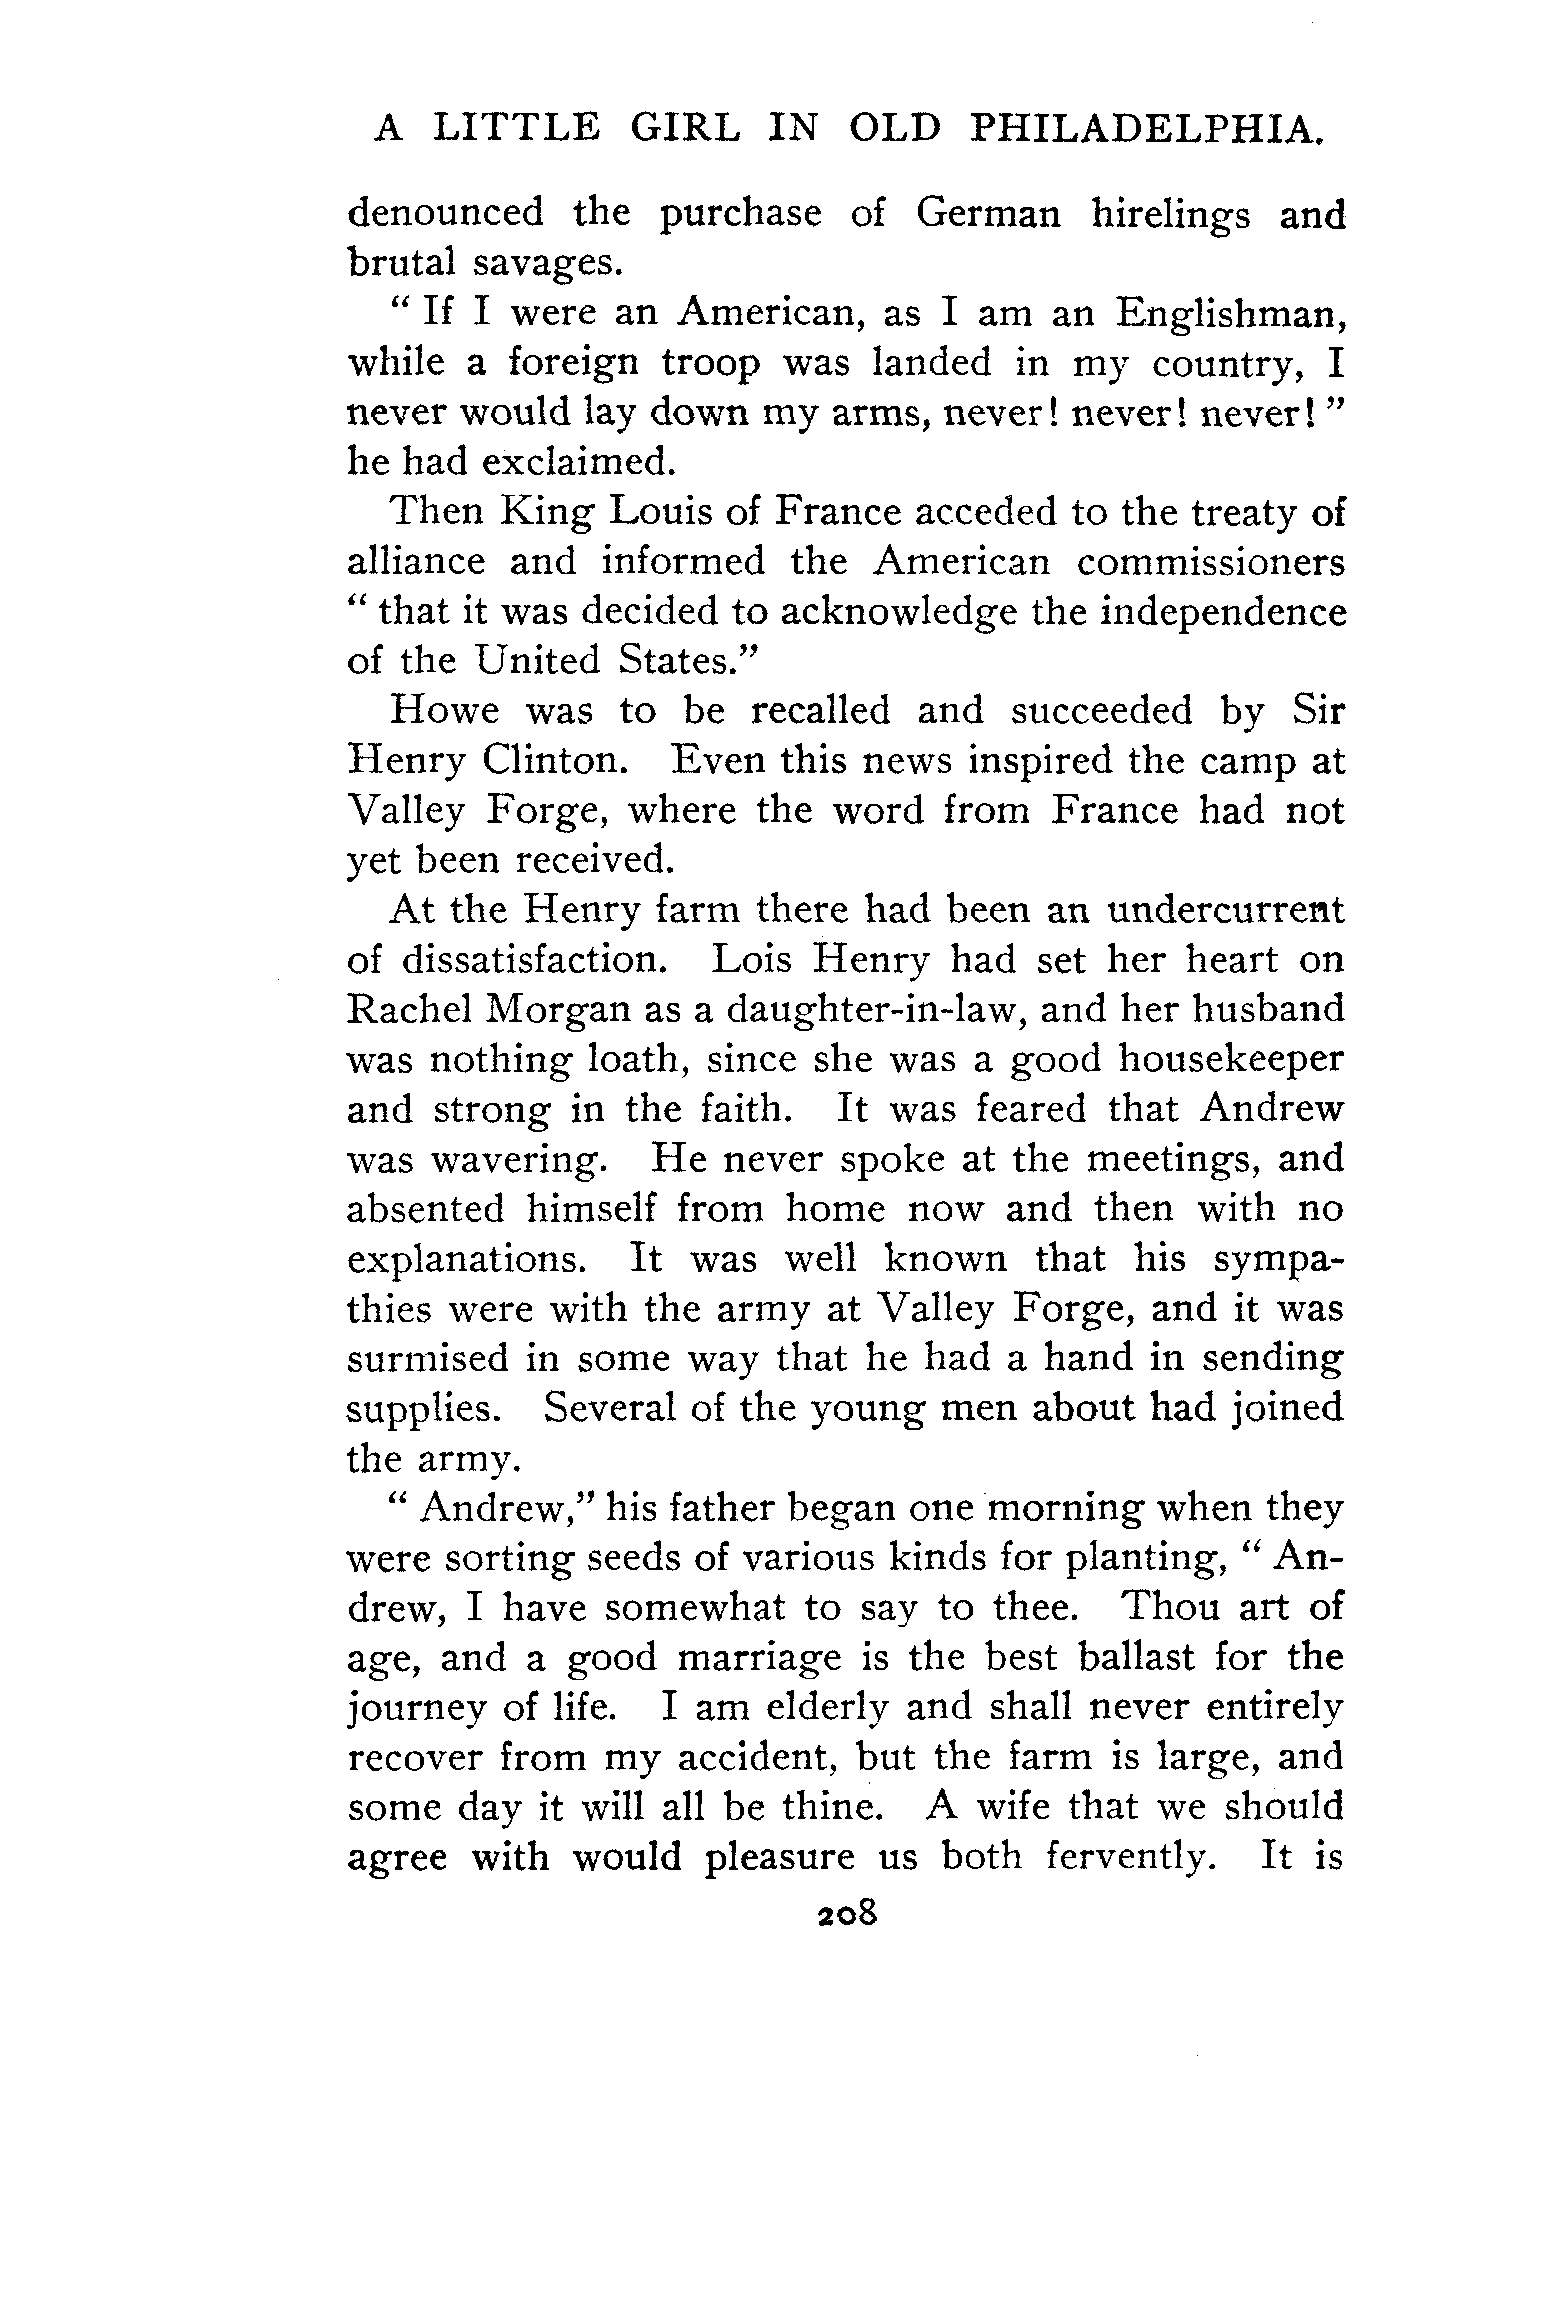 A LITTLE GIRL IN OLD PHILADELPHIA.
denounced the purchase of German hirelings and
brutal savages.
“ If I were an American, as I am an Englishman,
while a foreign troop was landed in my country, I
never would lay down my arms, never! never! never! ”
he had exclaimed.
Then King Louis of France acceded to the treaty of
alliance and informed the American commissioners
“ that it was decided to acknowledge the independence
of the United States.”
Howe was to be recalled and succeeded by Sir
Henry Clinton. Even this news inspired the camp at
Valley Forge, where the word from France had not
yet been received.
At the Henry farm there had been an undercurrent
of dissatisfaction. Lois Henry had set her heart on
Rachel Morgan as a daughter-in-law, and her husband
was nothing loath, since she was a good housekeeper
and strong in the faith. It was feared that Andrew
was wavering. He never spoke at the meetings, and
absented himself from home now and then with no
explanations. It was well known that his sympa-
thies were with the army at Valley Forge, and it was
surmised in some way that he had a hand in sending
supplies. Several of the young men about had joined
the army.
“ Andrew,” his father began one morning when they
were sorting seeds of various kinds for planting, “ An-
drew, I have somewhat to say to thee. Thou art of
age, and a good marriage is the best ballast for the
journey of life. I am elderly and shall never entirely
recover from my accident, but the farm is large, and
some day it will all be thine. A wife that we should
agree with would pleasure us both fervently. It is
208